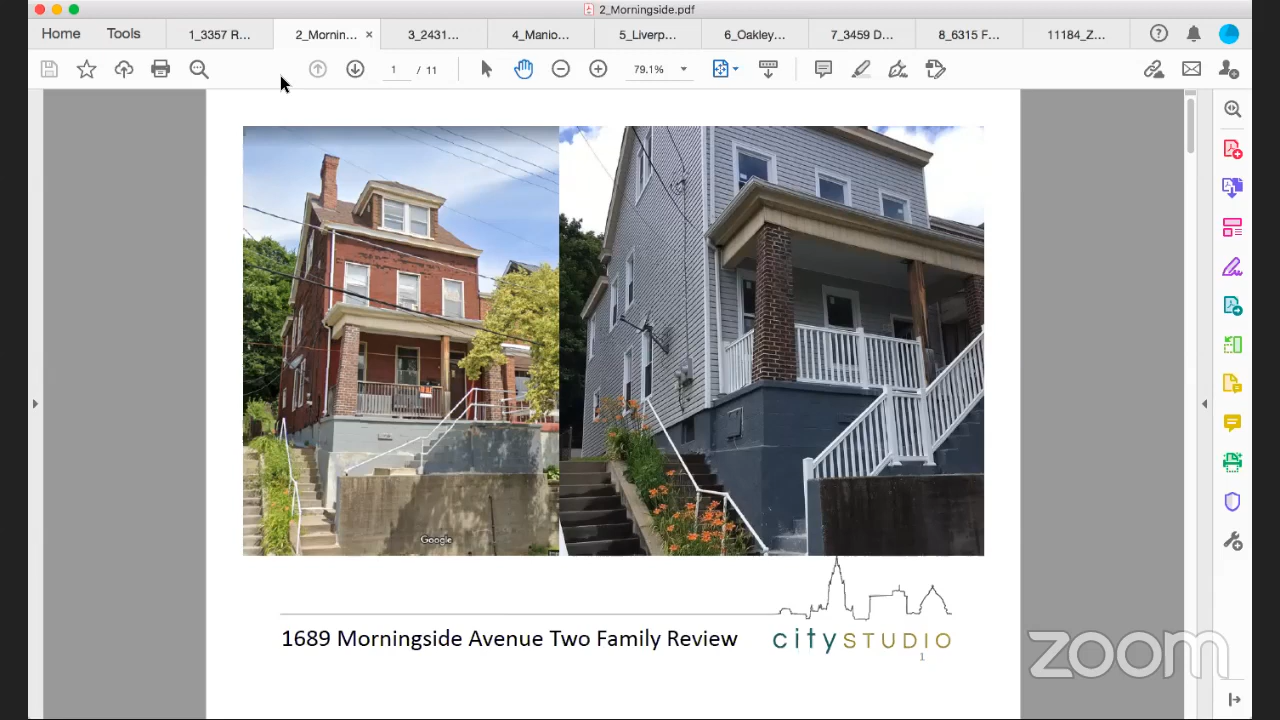 2_Morningside.pdf
Home Tools 1_3357 R... 2_Mornin... × 3_2431... 4_Manio... 5_Liverp... 6_Oakley... 7_3459 D... 8_6315 F... 11184_Z...
1 / 11 79.1%
Google
1689 Morningside Avenue Two Family Review
citySTUDIO
1
zoom